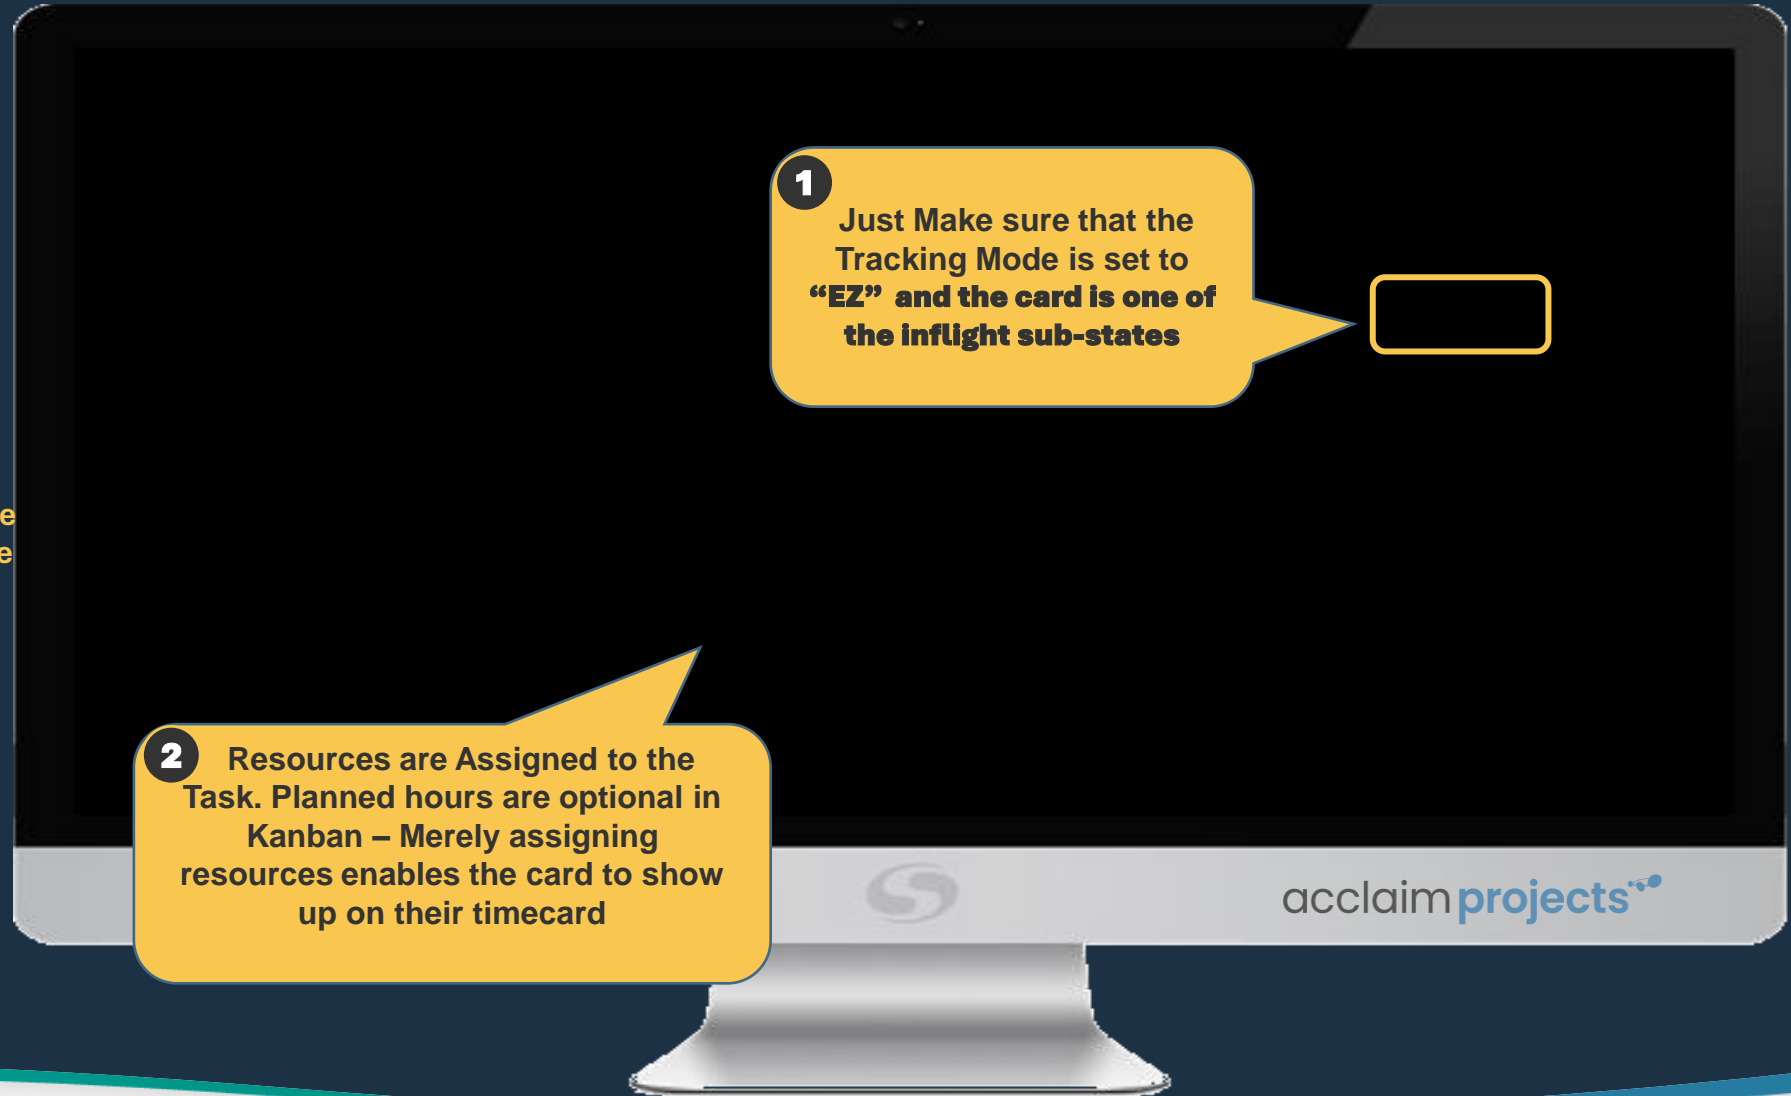 1
Just Make sure that the
Tracking Mode is set to
“EZ” and the card is one of
the inflight sub-states
e
e
2
Resources are Assigned to the
Task. Planned hours are optional in
Kanban – Merely assigning
resources enables the card to show
up on their timecard
acclaim projects